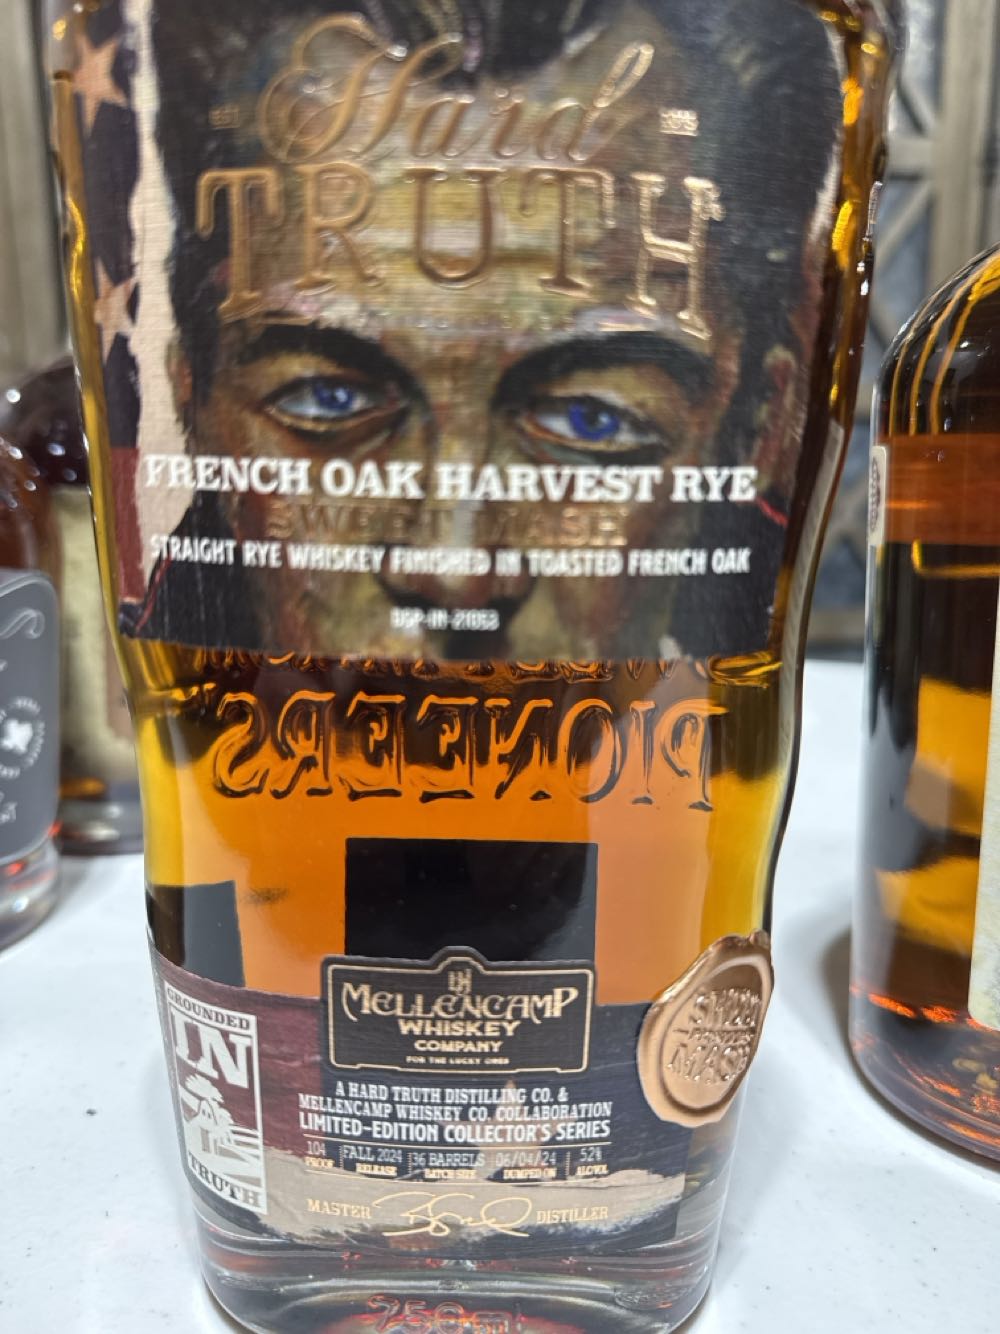 Hard
TRUTH
FRENCH OAK HARVEST RYE
SWEET MASH
STRAIGHT RYE WHISKEY FINISHED IN TOASTED FRENCH OAK
DSP-IN-21053
PIONEERS
MELLENCAMP
WHISKEY
COMPANY
FOR THE LUCKY ONES
GROUNDED
IN
TRUTH
SWEET
MASH
A HARD TRUTH DISTILLING CO. &
MELLENCAMP WHISKEY CO. COLLABORATION
LIMITED-EDITION COLLECTOR'S SERIES
104 FALL 2024 36 BARRELS 06/04/24 52%
PROOF RELEASE BATCH SIZE DUMPED ON ALC/VOL
MASTER DISTILLER
750ml